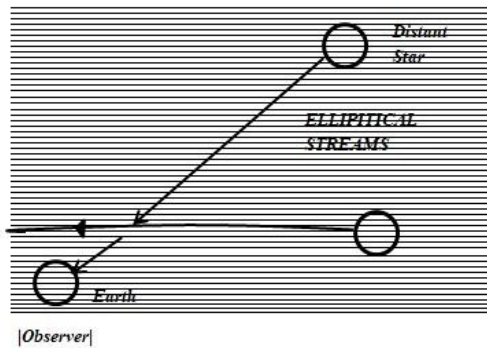 Distant
Star
ELLIPITICAL
STREAMS
Earth
|Observer|